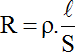 R = ρ. ℓ/S